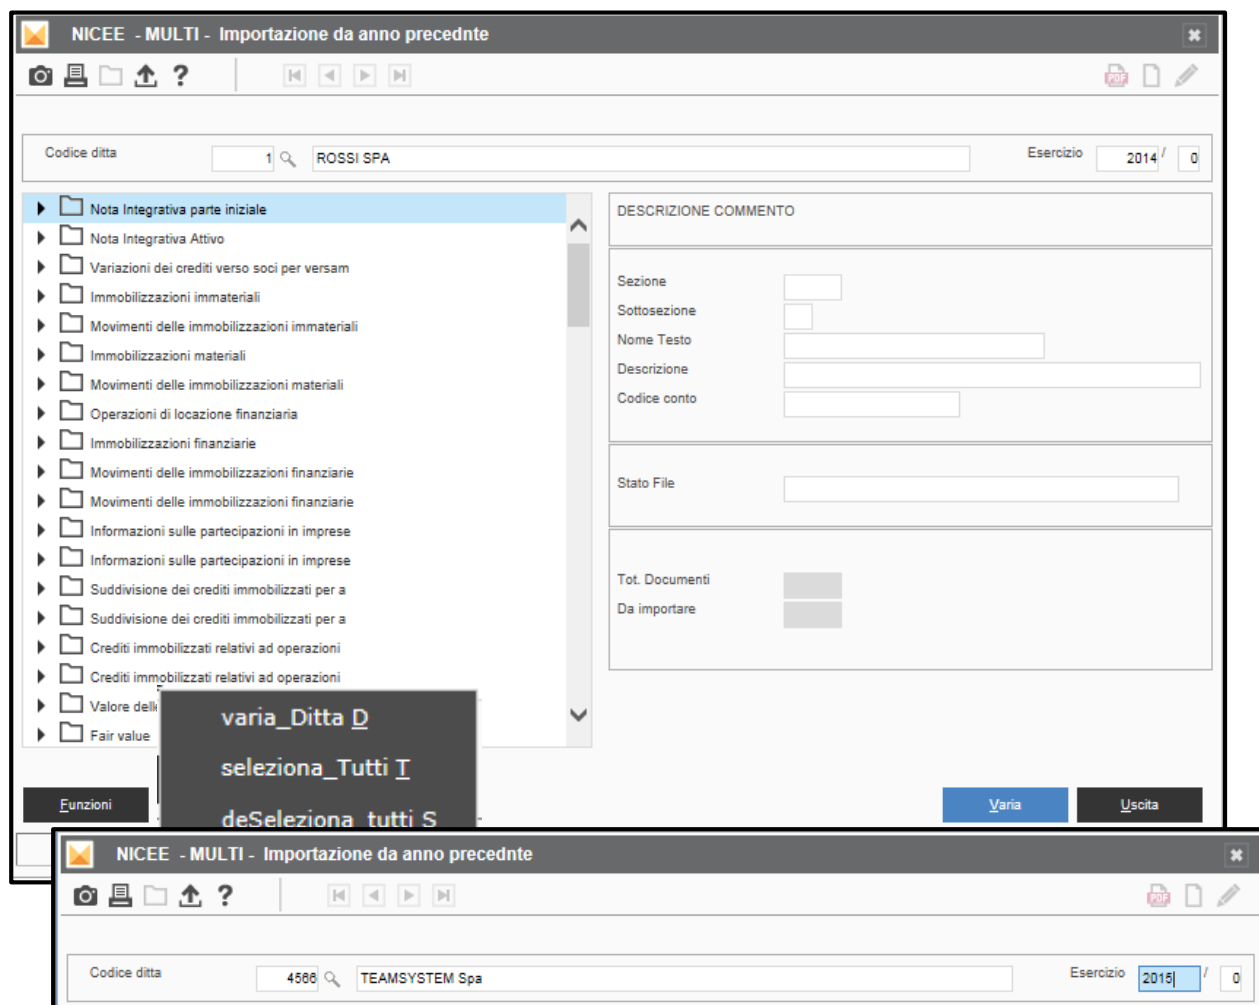 NICEE - MULTI - Importazione da anno precednte
?
PDF
Codice ditta 1 ROSSI SPA Esercizio 2014 / 0
Nota Integrativa parte iniziale
Nota Integrativa Attivo
Variazioni dei crediti verso soci per versam
Immobilizzazioni immateriali
Movimenti delle immobilizzazioni immateriali
Immobilizzazioni materiali
Movimenti delle immobilizzazioni materiali
Operazioni di locazione finanziaria
Immobilizzazioni finanziarie
Movimenti delle immobilizzazioni finanziarie
Movimenti delle immobilizzazioni finanziarie
Informazioni sulle partecipazioni in imprese
Informazioni sulle partecipazioni in imprese
Suddivisione dei crediti immobilizzati per a
Suddivisione dei crediti immobilizzati per a
Crediti immobilizzati relativi ad operazioni
Crediti immobilizzati relativi ad operazioni
Valore delle
Fair value
DESCRIZIONE COMMENTO
Sezione
Sottosezione
Nome Testo
Descrizione
Codice conto
Stato File
Tot. Documenti
Da importare
varia_Ditta D
seleziona_Tutti T
deSeleziona_tutti S
Funzioni
Varia
Uscita
NICEE - MULTI - Importazione da anno precednte
?
PDF
Codice ditta 4566 TEAMSYSTEM Spa Esercizio 2015 / 0